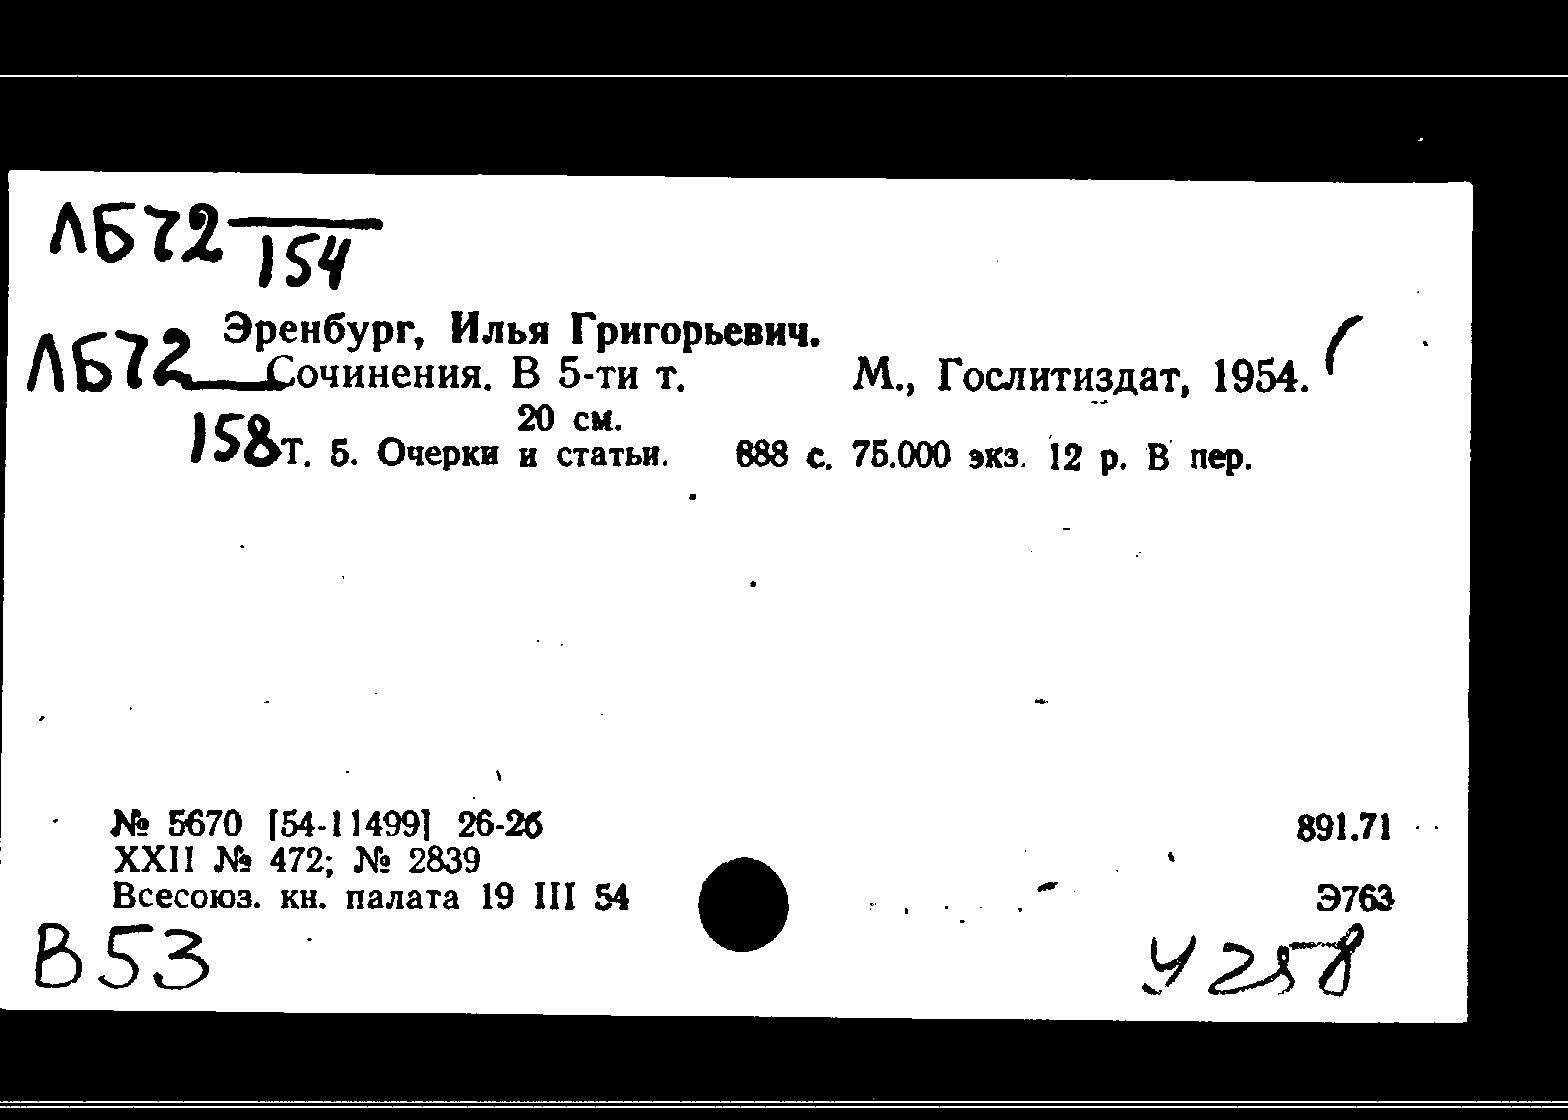 ЛБ72
154
Эренбург, Илья Григорьевич.
ЛБ72 Сочинения. В 5-ти т. М., Гослитиздат, 1954.
20 см.
158 Т. 5. Очерки и статьи. 888 с. 75.000 экз. 12 р. В пер.
№ 5670 [54-11499] 26-26 891.71
XXII № 472; № 2839
Всесоюз. кн. палата 19 III 54 Э763
В53 У258